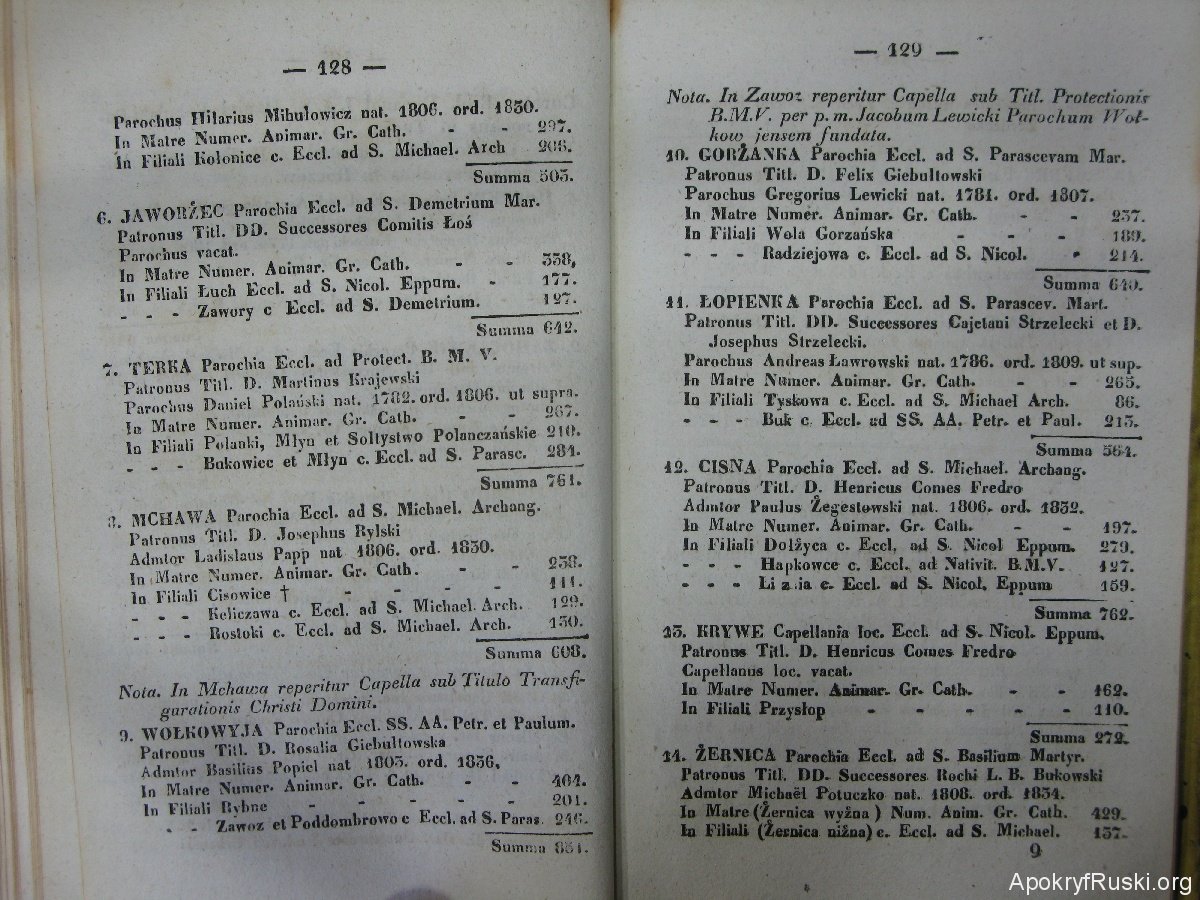 — 128 —
Parochus Hilarius Mihułowicz nat. 1806. ord. 1830.
In Matre Numer. Animar. Gr. Cath. - - 297.
In Filiali Kołonice c. Eccl. ad S. Michael. Arch 206.
Summa 503.
6. JAWORZEC Parochia Eccl. ad S. Demetrium Mar.
Patronus Titl. DD. Successores Comitis Łoś
Parochus vacat.
In Matre Numer. Animar. Gr. Cath. - - 338,
In Filiali Łuch Eccl. ad S. Nicol. Eppum. - 177.
- - - Zawory c Eccl. ad S. Demetrium. 127.
Summa 642.
7. TERKA Parochia Eccl. ad Protect. B. M. V.
Patronus Titl. D. Martinus Krajewski
Parochus Daniel Polański nat. 1782. ord. 1806. ut supra.
In Matre Numer. Animar. Gr. Cath. - - 267.
In Filiali Polanki, Młyn et Sołtystwo Polanczańskie 210.
- - - Bukowiec et Młyn c. Eccl. ad S. Parasc. 284.
Summa 761.
8. MCHAWA Parochia Eccl. ad S. Michael. Archang.
Patronus Titl. D. Josephus Rylski
Admtor Ladislaus Papp nat 1806. ord. 1830.
In Matre Numer. Animar. Gr. Cath. - - 238.
In Filiali Cisowice † - - - - 111.
- - - Keliczawa c. Eccl. ad S. Michael. Arch. 129.
- - - Rostoki c. Eccl. ad S. Michael. Arch. 130.
Summa 608.
Nota. In Mchawa reperitur Capella sub Titulo Transfi-
gurationis Christi Domini.
9. WOŁKOWYJA Parochia Eccl. SS. AA. Petr. et Paulum.
Patronus Titl. D. Rosalia Giebułtowska
Admtor Basilius Popiel nat 1803. ord. 1836,
In Matre Numer. Animar. Gr. Cath. - - 404.
In Filiali Rybne - - - - - 201.
- - Zawoz et Poddombrowo c Eccl. ad S. Paras. 246.
Summa 851.
— 129 —
Nota. In Zawoz reperitur Capella sub Titl. Protectionis
B.M.V. per p.m. Jacobum Lewicki Parochum Woł-
kowjensem fundata.
10. GORŻANKA Parochia Eccl. ad S. Parascevam Mar.
Patronus Titl. D. Felix Giebułtowski
Parochus Gregorius Lewicki nat. 1781. ord. 1807.
In Matre Numer. Animar. Gr. Cath. - - 237.
In Filiali Wola Gorzańska - - - 189.
- - - Radziejowa c. Eccl. ad S. Nicol. - 214.
Summa 640.
11. ŁOPIENKA Parochia Eccl. ad S. Parascev. Mart.
Patronus Titl. DD. Successores Cajetani Strzelecki et D.
Josephus Strzelecki.
Parochus Andreas Ławrowski nat. 1786. ord. 1809. ut sup.
In Matre Numer. Animar. Gr. Cath. - - 265.
In Filiali Tyskowa c. Eccl. ad S. Michael Arch. 86.
- - - Buk c. Eccl. ad SS. AA. Petr. et Paul. 213.
Summa 564.
12. CISNA Parochia Eccl. ad S. Michael. Archang.
Patronus Titl. D. Henricus Comes Fredro
Admtor Paulus Żegestowski nat. 1806. ord. 1832.
In Matre Numer. Animar. Gr. Cath. - - 197.
In Filiali Dołżyca c. Eccl, ad S. Nicol Eppum. 279.
- - - Hapkowce c. Eccl. ad Nativit. B.M.V. 127.
- - - c. Eccl. ad S. Nicol, Eppum 159.
Summa 762.
13. KRYWE Capellania loc. Eccl. ad S. Nicol. Eppum.
Patronus Titl. D. Henricus Comes Fredro
Capellanus loc. vacat.
In Matre Numer. Animar. Gr. Cath. - - 162.
In Filiali Przysłop - - - - - 110.
Summa 272.
14. ŻERNICA Parochia Eccl. ad S. Basilium Martyr.
Patronus Titl. DD. Successores Rochi L. B. Bukowski
Admtor Michaël Potuczko nat. 1808. ord. 1834.
In Matre (Żernica wyżna) Num. Anim. Gr. Cath. 429.
In Filiali (Żernica niżna) c. Eccl. ad S. Michael. 137.
9
ApokryfRuski.org